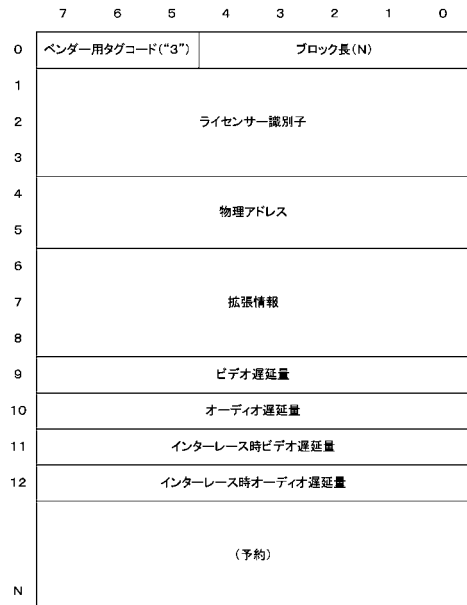 7 6 5 4 3 2 1 0
0 ベンダー用タグコード("3") ブロック長(N)
1
2 ライセンサー識別子
3
4
物理アドレス
5
6
7 拡張情報
8
9 ビデオ遅延量
10 オーディオ遅延量
11 インターレース時ビデオ遅延量
12 インターレース時オーディオ遅延量
(予約)
N